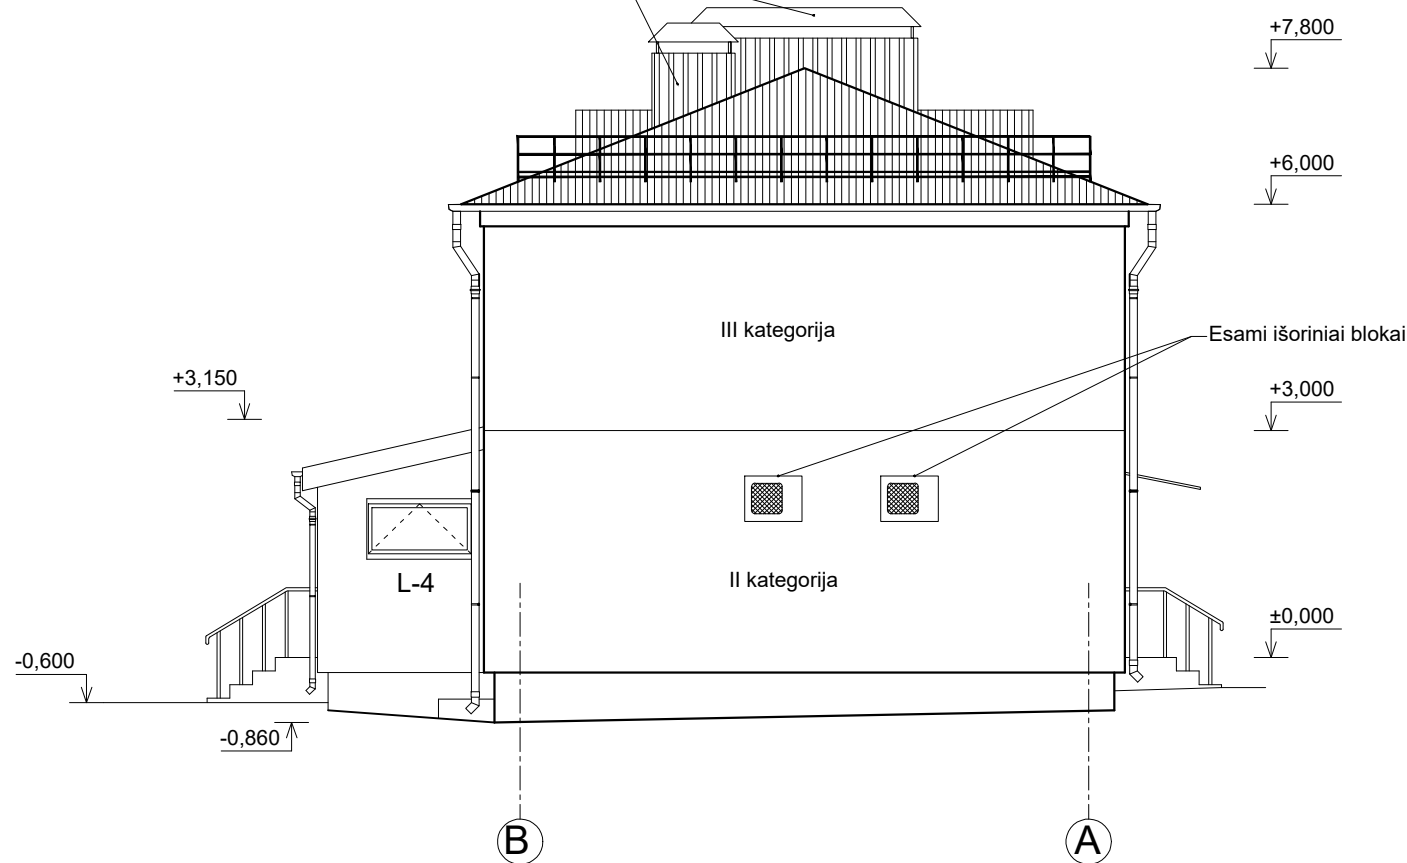 +7,800
+6,000
III kategorija
Esami išoriniai blokai
+3,150
+3,000
L-4
II kategorija
±0,000
-0,600
-0,860
B
A